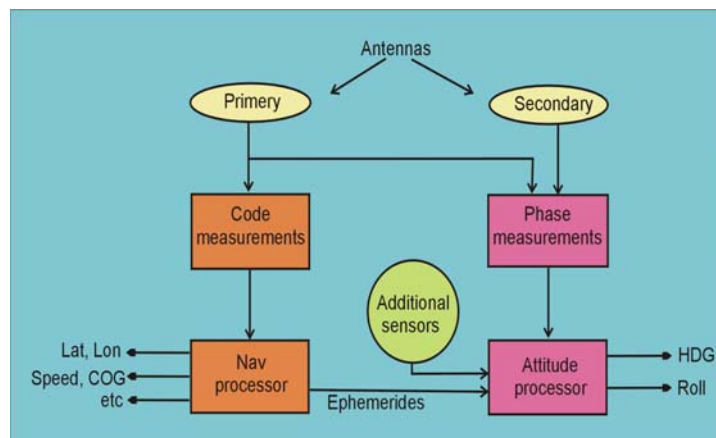 Antennas
Primery
Secondary
Code
measurements
Phase
measurements
Additional
sensors
Lat, Lon
Speed, COG
etc
Nav
processor
Ephemerides
Attitude
processor
HDG
Roll